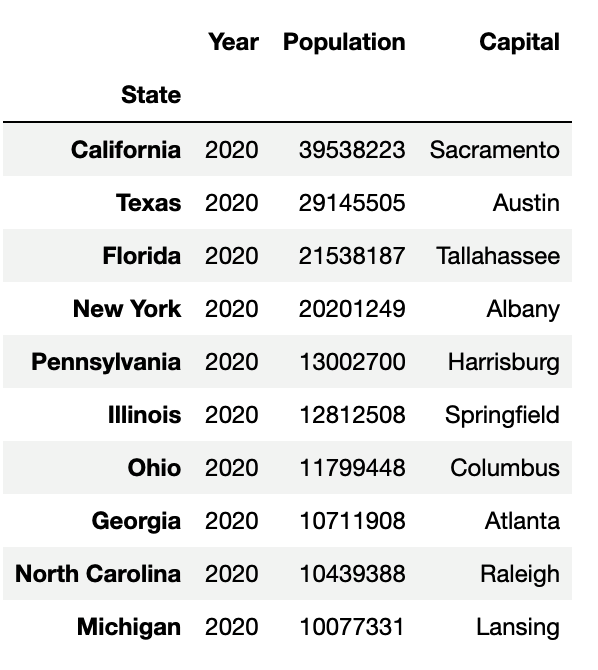 Year Population Capital
State
California 2020 39538223 Sacramento
Texas 2020 29145505 Austin
Florida 2020 21538187 Tallahassee
New York 2020 20201249 Albany
Pennsylvania 2020 13002700 Harrisburg
Illinois 2020 12812508 Springfield
Ohio 2020 11799448 Columbus
Georgia 2020 10711908 Atlanta
North Carolina 2020 10439388 Raleigh
Michigan 2020 10077331 Lansing